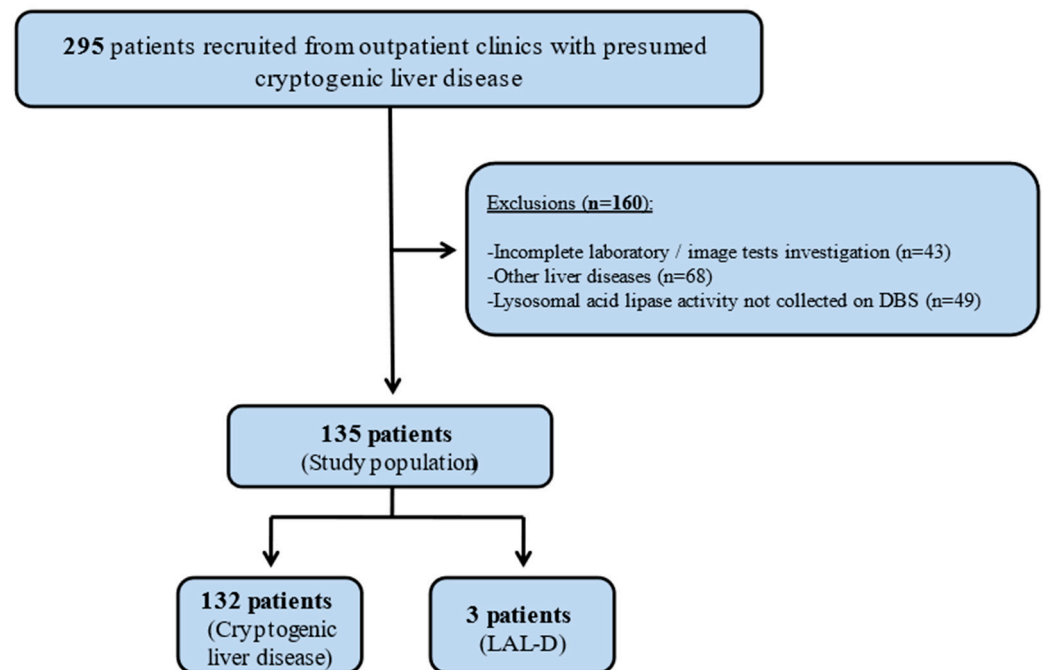 295 patients recruited from outpatient clinics with presumed
cryptogenic liver disease
Exclusions (n=160):
-Incomplete laboratory / image tests investigation (n=43)
-Other liver diseases (n=68)
-Lysosomal acid lipase activity not collected on DBS (n=49)
135 patients
(Study population)
132 patients
(Cryptogenic
liver disease)
3 patients
(LAL-D)